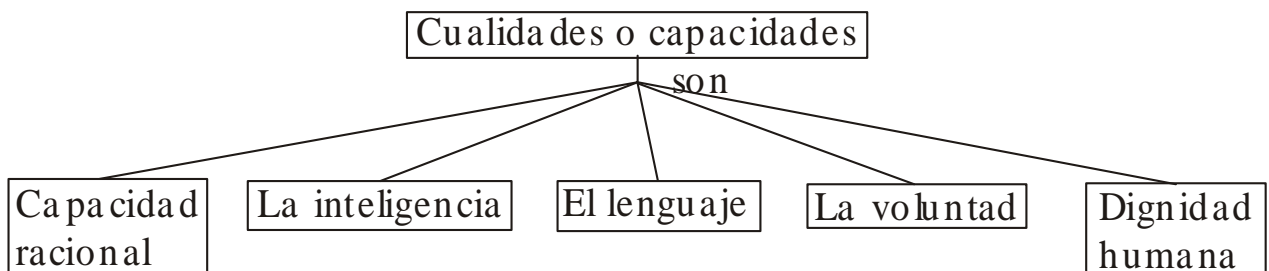 Cualidades o capacidades
son
Capacidad
racional
La inteligencia
El lenguaje
La voluntad
Dignidad
humana